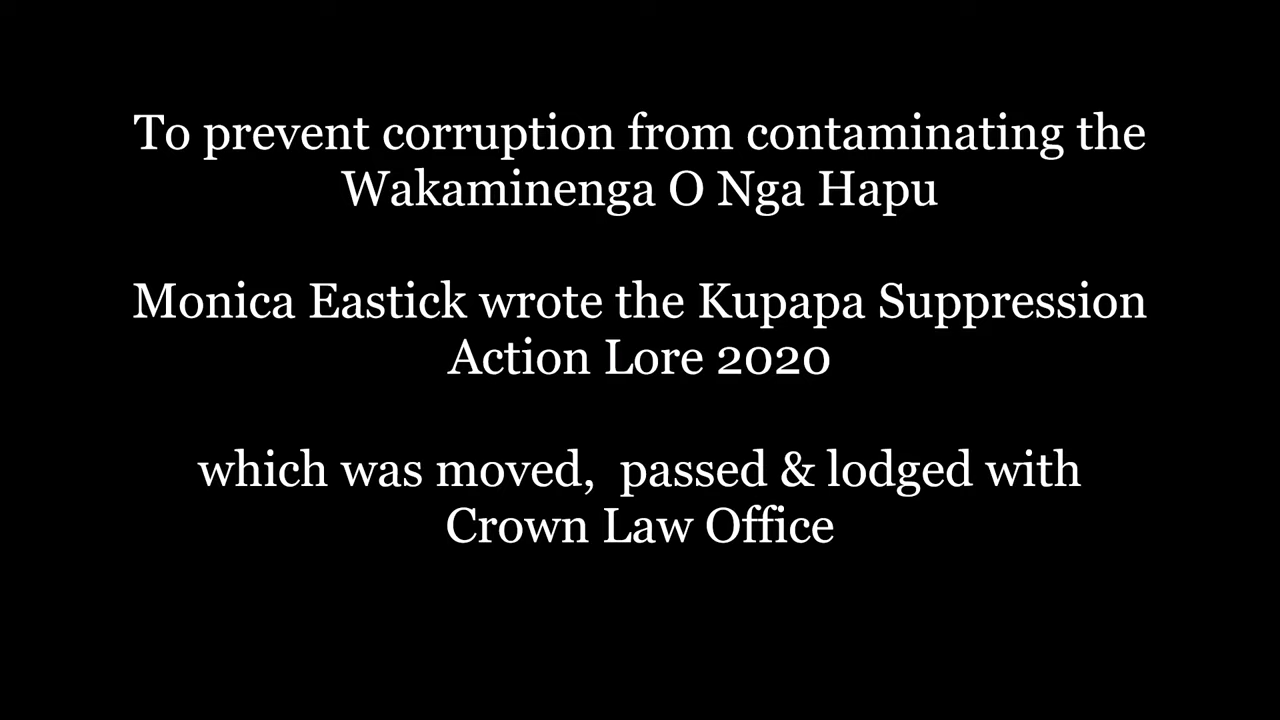 To prevent corruption from contaminating the
Wakaminenga O Nga Hapu
Monica Eastick wrote the Kupapa Suppression
Action Lore 2020
which was moved,  passed & lodged with
Crown Law Office